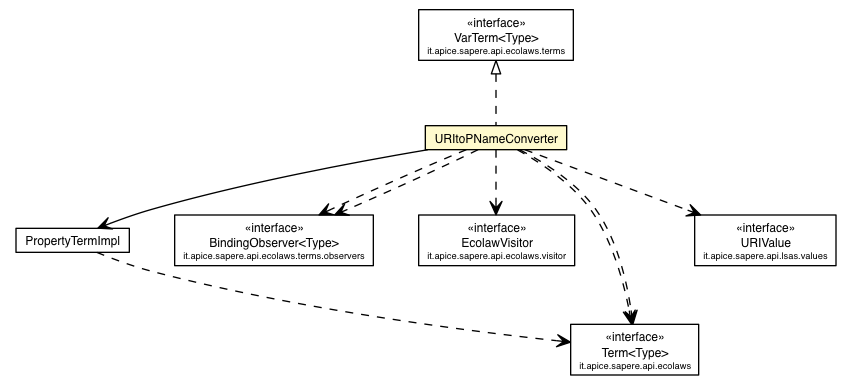 «interface»
VarTerm<Type>
it.apice.sapere.api.ecolaws.terms
URItoPNameConverter
PropertyTermImpl
«interface»
BindingObserver<Type>
it.apice.sapere.api.ecolaws.terms.observers
«interface»
EcolawVisitor
it.apice.sapere.api.ecolaws.visitor
«interface»
URIValue
it.apice.sapere.api.lsas.values
«interface»
Term<Type>
it.apice.sapere.api.ecolaws